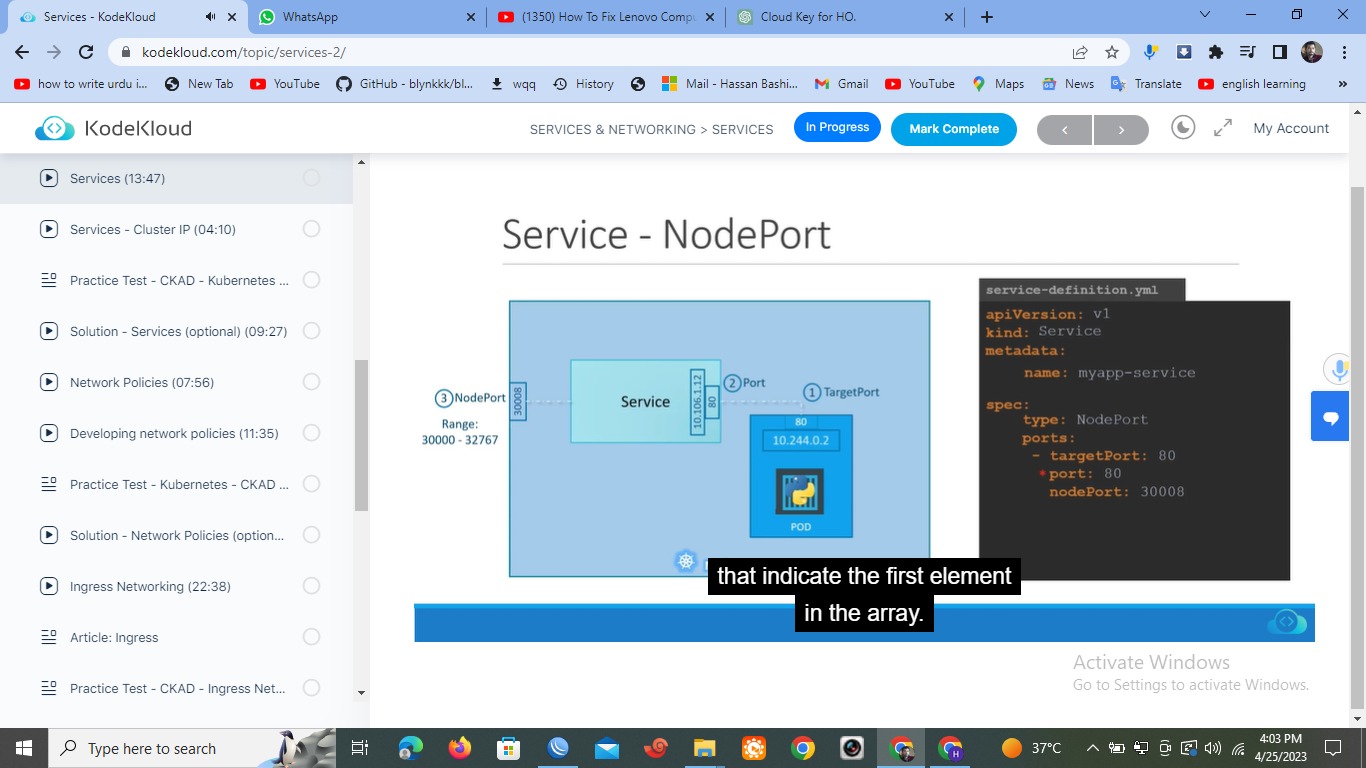 Services - KodeKloud
WhatsApp
(1350) How To Fix Lenovo Compu
Cloud Key for HO.
kodekloud.com/topic/services-2/
how to write urdu i...
New Tab
YouTube
GitHub - blynkkk/bl...
wqq
History
Mail - Hassan Bashi...
Gmail
YouTube
Maps
News
Translate
english learning
»
KodeKloud
SERVICES & NETWORKING > SERVICES
In Progress
Mark Complete
My Account
Services (13:47)
Services - Cluster IP (04:10)
Practice Test - CKAD - Kubernetes ...
Solution - Services (optional) (09:27)
Network Policies (07:56)
Developing network policies (11:35)
Practice Test - Kubernetes - CKAD ...
Solution - Network Policies (option...
Ingress Networking (22:38)
Article: Ingress
Practice Test - CKAD - Ingress Net...
Service - NodePort
3 NodePort
Range:
30000 - 32767
30008
Service
10.106.1.12
80
2 Port
1 TargetPort
80
10.244.0.2
POD
service-definition.yml
apiVersion: v1
kind: Service
metadata:
name: myapp-service
spec:
type: NodePort
ports:
- targetPort: 80
port: 80
nodePort: 30008
that indicate the first element
in the array.
Activate Windows
Go to Settings to activate Windows.
Type here to search
H
37°C
4:03 PM
4/25/2023